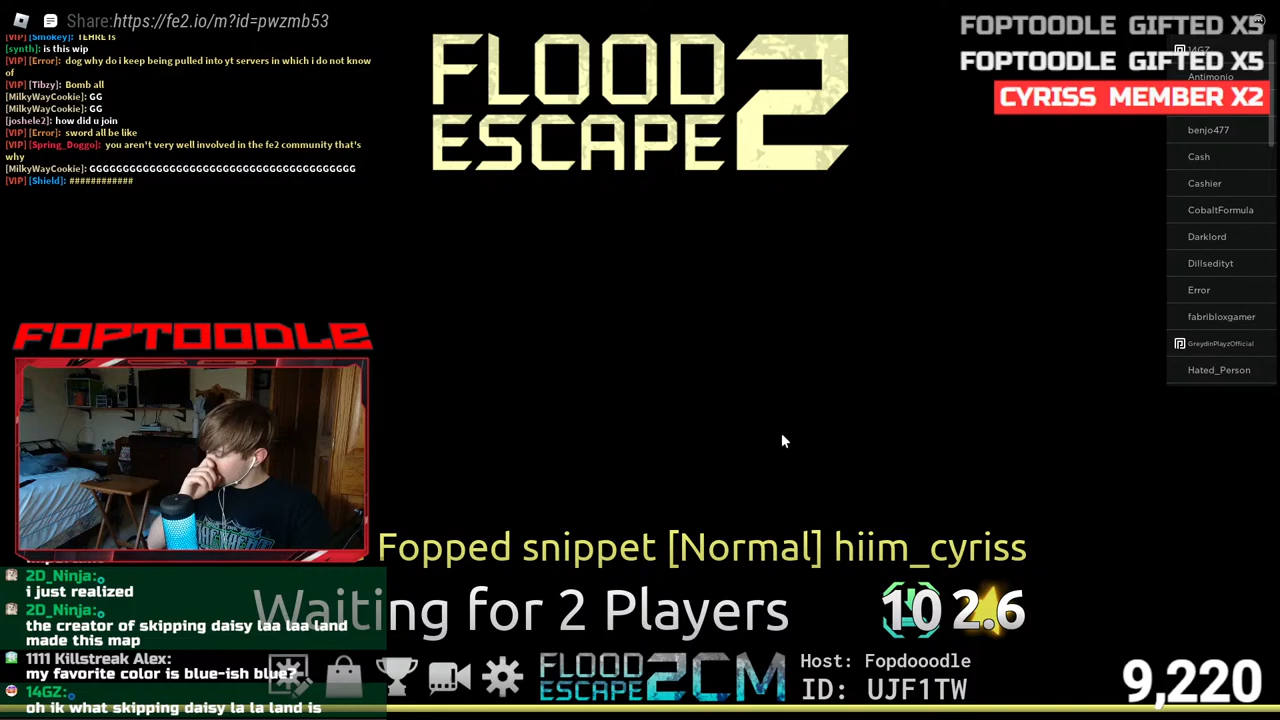 Share:https://fe2.io/m?id=pwzmb53
[VIP] [Smokey]: TEHRE is
[synth]: is this wip
[VIP] [Error]: dog why do i keep being pulled into yt servers in which i do not know
of
[VIP] [Tibzy]: Bomb all
[MilkyWayCookie]: GG
[MilkyWayCookie]: GG
[joshele2]: how did u join
[VIP] [Error]: sword all be like
[VIP] [Spring_Doggo]: you aren't very well involved in the fe2 community that's
why
[MilkyWayCookie]: GGGGGGGGGGGGGGGGGGGGGGGGGGGGGGGGGGGGGGGG
[VIP] [Shield]: ############
FLOOD
ESCAPE 2
FOPTOODLE GIFTED X5
FOPTOODLE GIFTED X5
CYRISS MEMBER X2
14GZ
Antimonio
benjo477
Cash
Cashier
CobaltFormula
Darklord
Dillsedityt
Error
fabribloxgamer
GreydinPlayzOfficial
Hated_Person
FOPTOODLE
Fopped snippet [Normal] hiim_cyriss
Waiting for 2 Players
10 2.6
2D_Ninja:
i just realized
2D_Ninja:
the creator of skipping daisy laa laa land
made this map
1111 Killstreak Alex:
my favorite color is blue-ish blue?
14GZ:
oh ik what skipping daisy la la land is
FLOOD
ESCAPE 2CM
Host: Fopdooodle
ID: UJF1TW
9,220